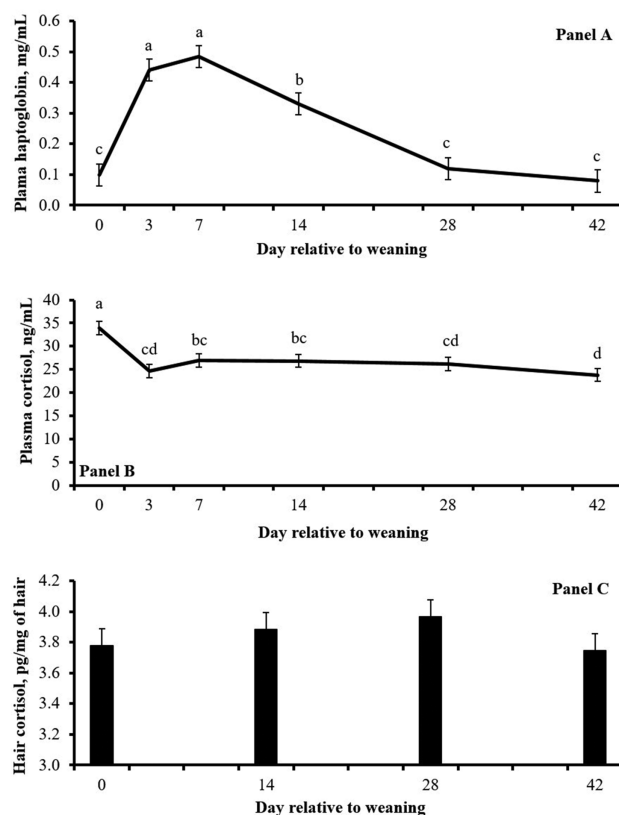 Panel A
Plama haptoglobin, mg/mL
0.6
0.5
0.4
0.3
0.2
0.1
0.0
c
a
a
b
c
c
0 3 7 14 28 42
Day relative to weaning
Plasma cortisol, ng/mL
40
35
30
25
20
15
10
5
0
a
cd
bc
bc
cd
d
Panel B
0 3 7 14 28 42
Day relative to weaning
Panel C
Hair cortisol, pg/mg of hair
4.2
4.0
3.8
3.6
3.4
3.2
3.0
0 14 28 42
Day relative to weaning